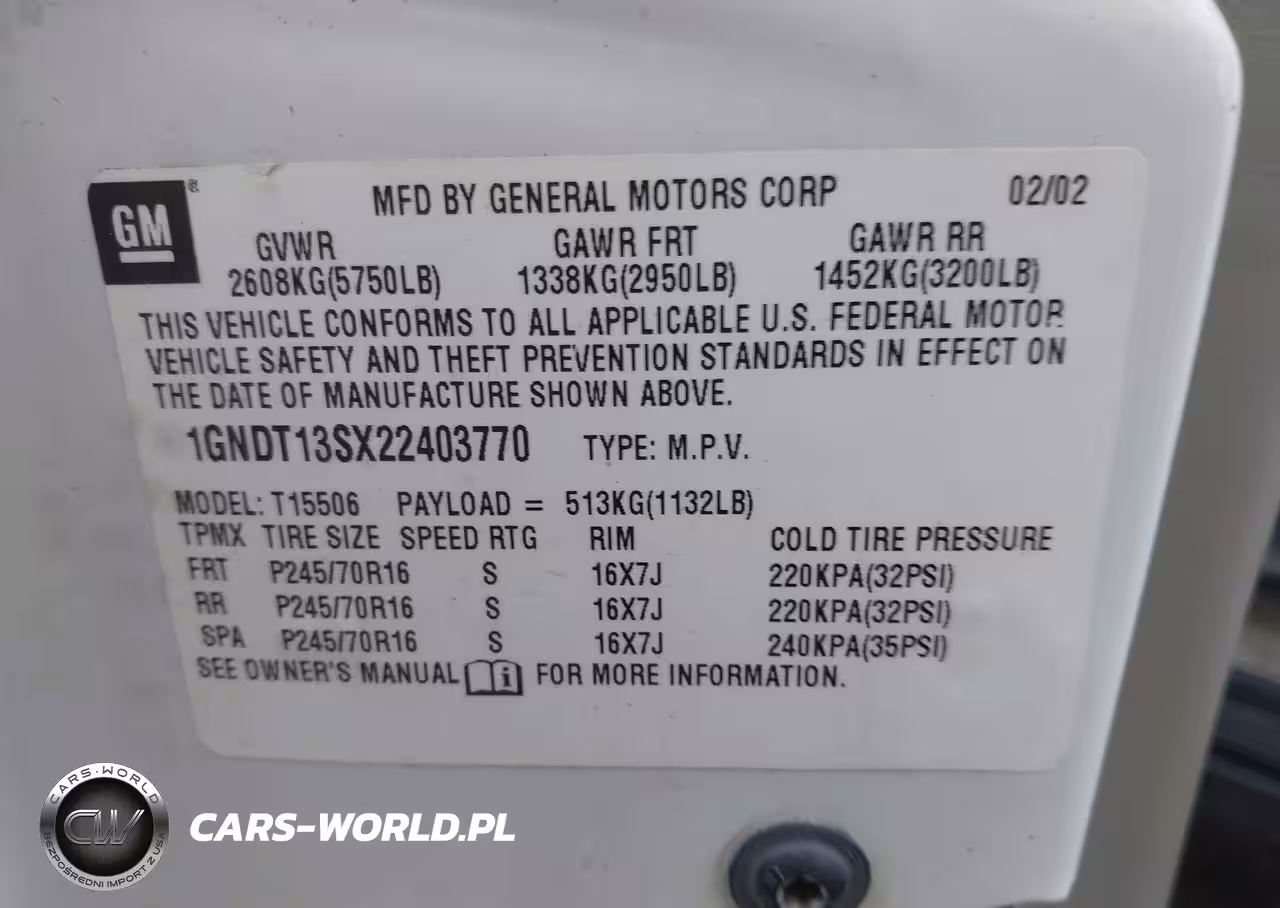 GM ®
MFD BY GENERAL MOTORS CORP 02/02
GVWR GAWR FRT GAWR RR
2608KG(5750LB) 1338KG(2950LB) 1452KG(3200LB)
THIS VEHICLE CONFORMS TO ALL APPLICABLE U.S. FEDERAL MOTOR
VEHICLE SAFETY AND THEFT PREVENTION STANDARDS IN EFFECT ON
THE DATE OF MANUFACTURE SHOWN ABOVE.
1GNDT13SX22403770 TYPE: M.P.V.
MODEL: T15506 PAYLOAD = 513KG(1132LB)
TPMX TIRE SIZE SPEED RTG RIM COLD TIRE PRESSURE
FRT P245/70R16 S 16X7J 220KPA(32PSI)
RR P245/70R16 S 16X7J 220KPA(32PSI)
SPA P245/70R16 S 16X7J 240KPA(35PSI)
SEE OWNER'S MANUAL FOR MORE INFORMATION.
CARS-WORLD
CW
BEZPOŚREDNI IMPORT Z USA
CARS-WORLD.PL